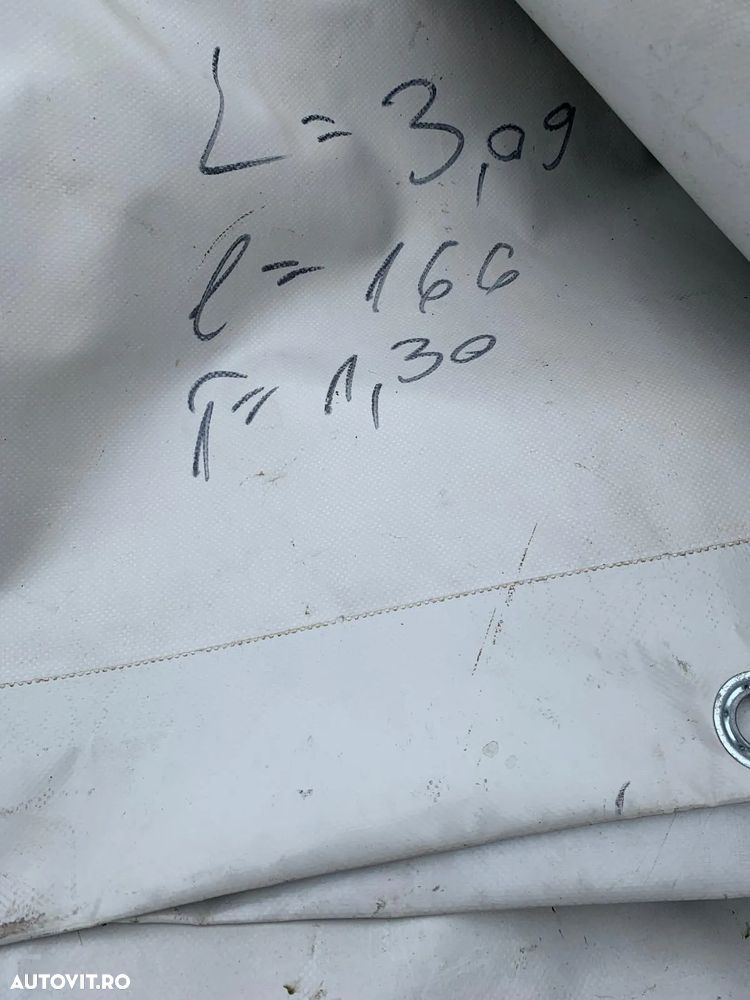 L = 3,09
l = 166
T = 1,30
AUTOVIT.RO